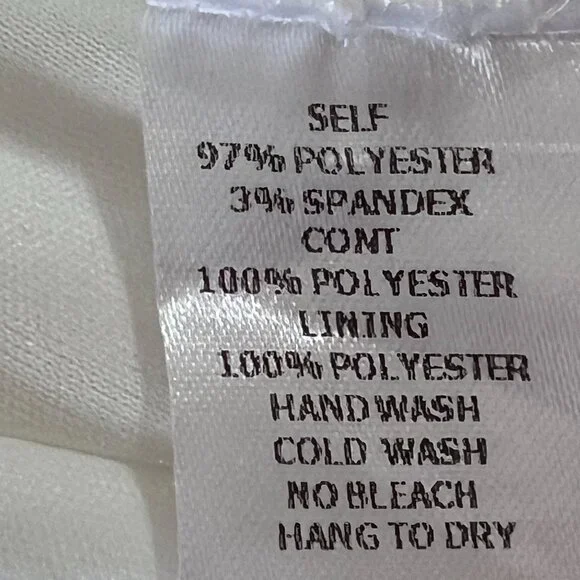 SELF
97% POLYESTER
3% SPANDEX
CONT
100% POLYESTER
LINING
100% POLYESTER
HAND WASH
COLD WASH
NO BLEACH
HANG TO DRY